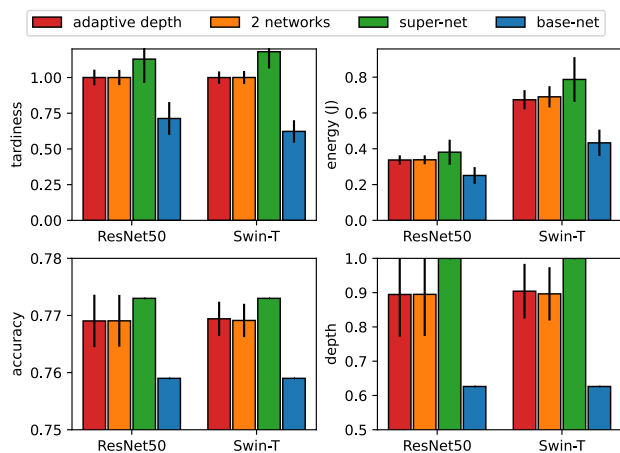 adaptive depth 2 networks super-net base-net
tardiness
1.00
0.75
0.50
0.25
0.00
ResNet50 Swin-T
energy (J)
0.8
0.6
0.4
0.2
0.0
ResNet50 Swin-T
accuracy
0.78
0.77
0.76
0.75
ResNet50 Swin-T
depth
1.0
0.9
0.8
0.7
0.6
0.5
ResNet50 Swin-T